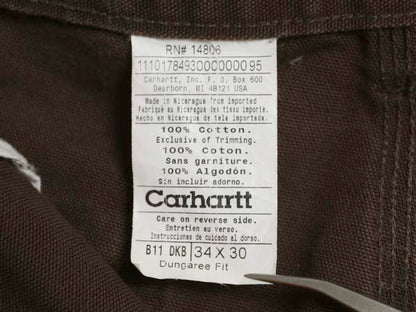 RN# 14806
1110178493000000095
Carhartt, Inc. P. O. Box 600
Dearborn, MI 48121 USA
Made in Nicaragua from imported
Fabriqué au Nicaragua des tissu importe.
Hecho en Nicaragua de tela importada.
100% Cotton.
Exclusive of Trimming.
100% Coton.
Sans garniture.
100% Algodón.
Sin incluir adorno.
Carhartt
Care on reverse side.
Entretien au verso.
Instrucciones de cuidado al dorso.
B11 DKB 34 X 30
Dungaree Fit